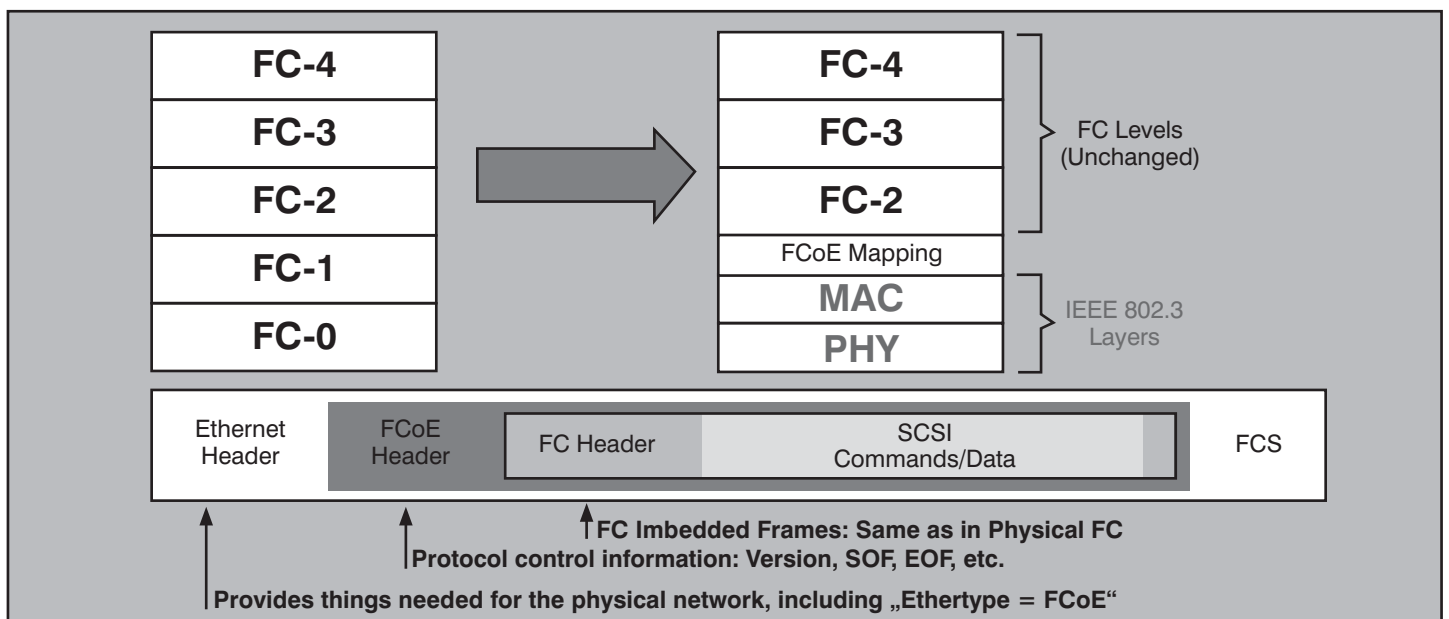 FC-4
FC-3
FC-2
FC-1
FC-0
FC-4
FC-3
FC-2
FCoE Mapping
MAC
PHY
FC Levels
(Unchanged)
IEEE 802.3
Layers
Ethernet
Header
FCoE
Header
FC Header
SCSI
Commands/Data
FCS
FC Imbedded Frames: Same as in Physical FC
Protocol control information: Version, SOF, EOF, etc.
Provides things needed for the physical network, including „Ethertype = FCoE“